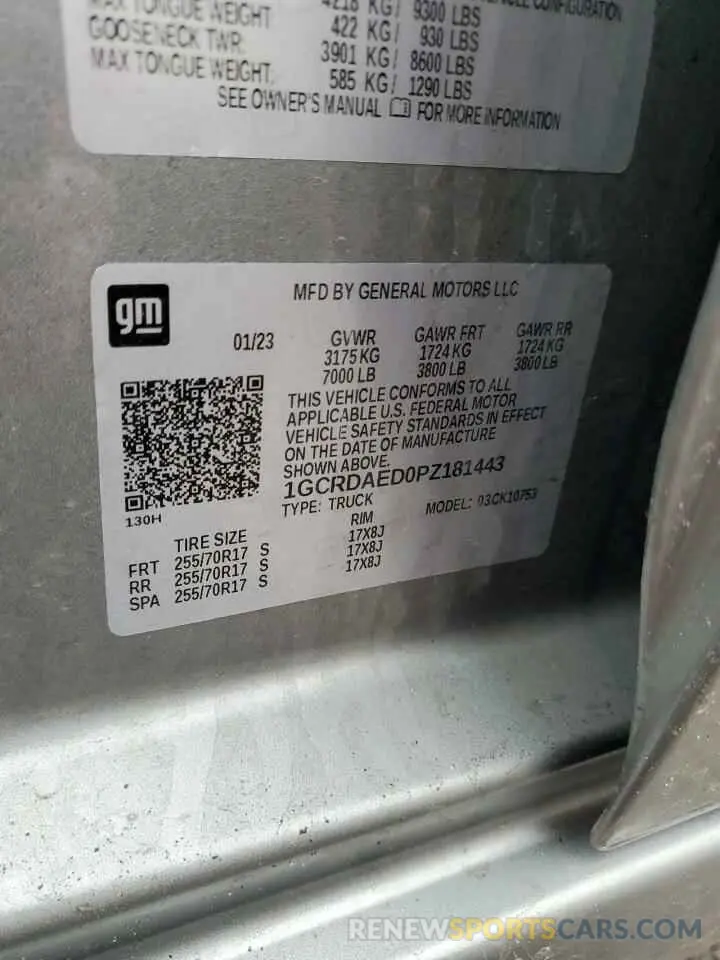 MAX TONGUE WEIGHT 4218 KG/ 9300 LBS
CONFIGURATION
422 KG/ 930 LBS
GOOSENECK TWR: 3901 KG/ 8600 LBS
MAX TONGUE WEIGHT: 585 KG/ 1290 LBS
SEE OWNER'S MANUAL FOR MORE INFORMATION
gm
MFD BY GENERAL MOTORS LLC
01/23 GVWR GAWR FRT GAWR RR
3175 KG 1724 KG 1724 KG
7000 LB 3800 LB 3800 LB
THIS VEHICLE CONFORMS TO ALL
APPLICABLE U.S. FEDERAL MOTOR
VEHICLE SAFETY STANDARDS IN EFFECT
ON THE DATE OF MANUFACTURE
SHOWN ABOVE.
1GCRDAED0PZ181443
130H
TYPE: TRUCK MODEL: 03CK10753
TIRE SIZE RIM
FRT 255/70R17 S 17X8J
RR 255/70R17 S 17X8J
SPA 255/70R17 S 17X8J
RENEWSPORTSCARS.COM